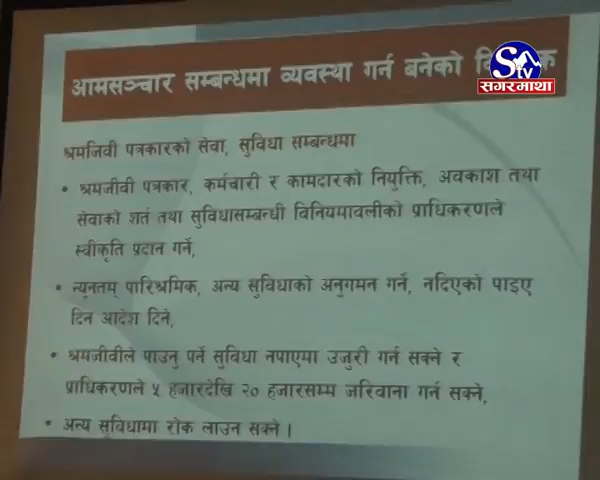 STV
सगरमाथा
आमसञ्चार सम्बन्धमा व्यवस्था गर्न बनेको
श्रमजिवी पत्रकारको सेवा, सुविधा सम्बन्धमा
• श्रमजीवी पत्रकार, कर्मचारी र कामदारको नियुक्ति, अवकाश तथा
सेवाको शर्त तथा सुविधासम्बन्धी विनियमावलीको प्राधिकरणले
स्वीकृति प्रदान गर्ने,
• न्यूनतम् पारिश्रमिक, अन्य सुविधाको अनुगमन गर्ने, नदिएको पाइए
दिन आदेश दिने,
• श्रमजीवीले पाउनु पर्ने सुविधा नपाएमा उजुरी गर्न सक्ने र
प्राधिकरणले ५ हजारदेखि २० हजारसम्म जरिवाना गर्न सक्ने,
• अन्य सुविधामा रोक लाउन सक्ने ।